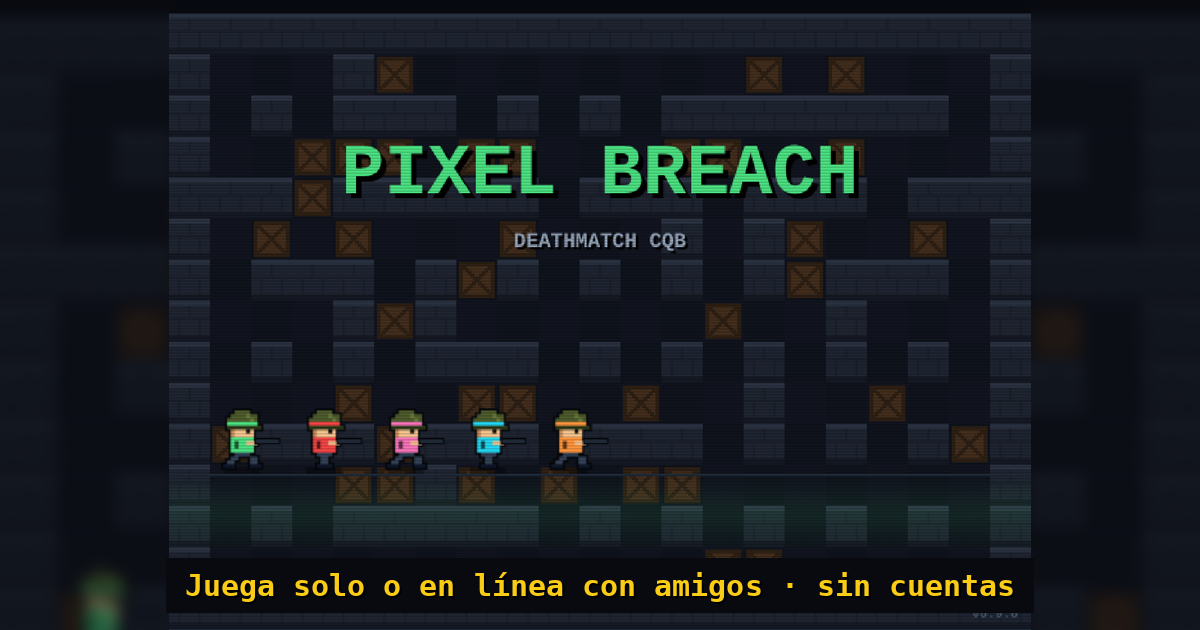 PIXEL BREACH
DEATHMATCH CQB
Juega solo o en línea con amigos · sin cuentas